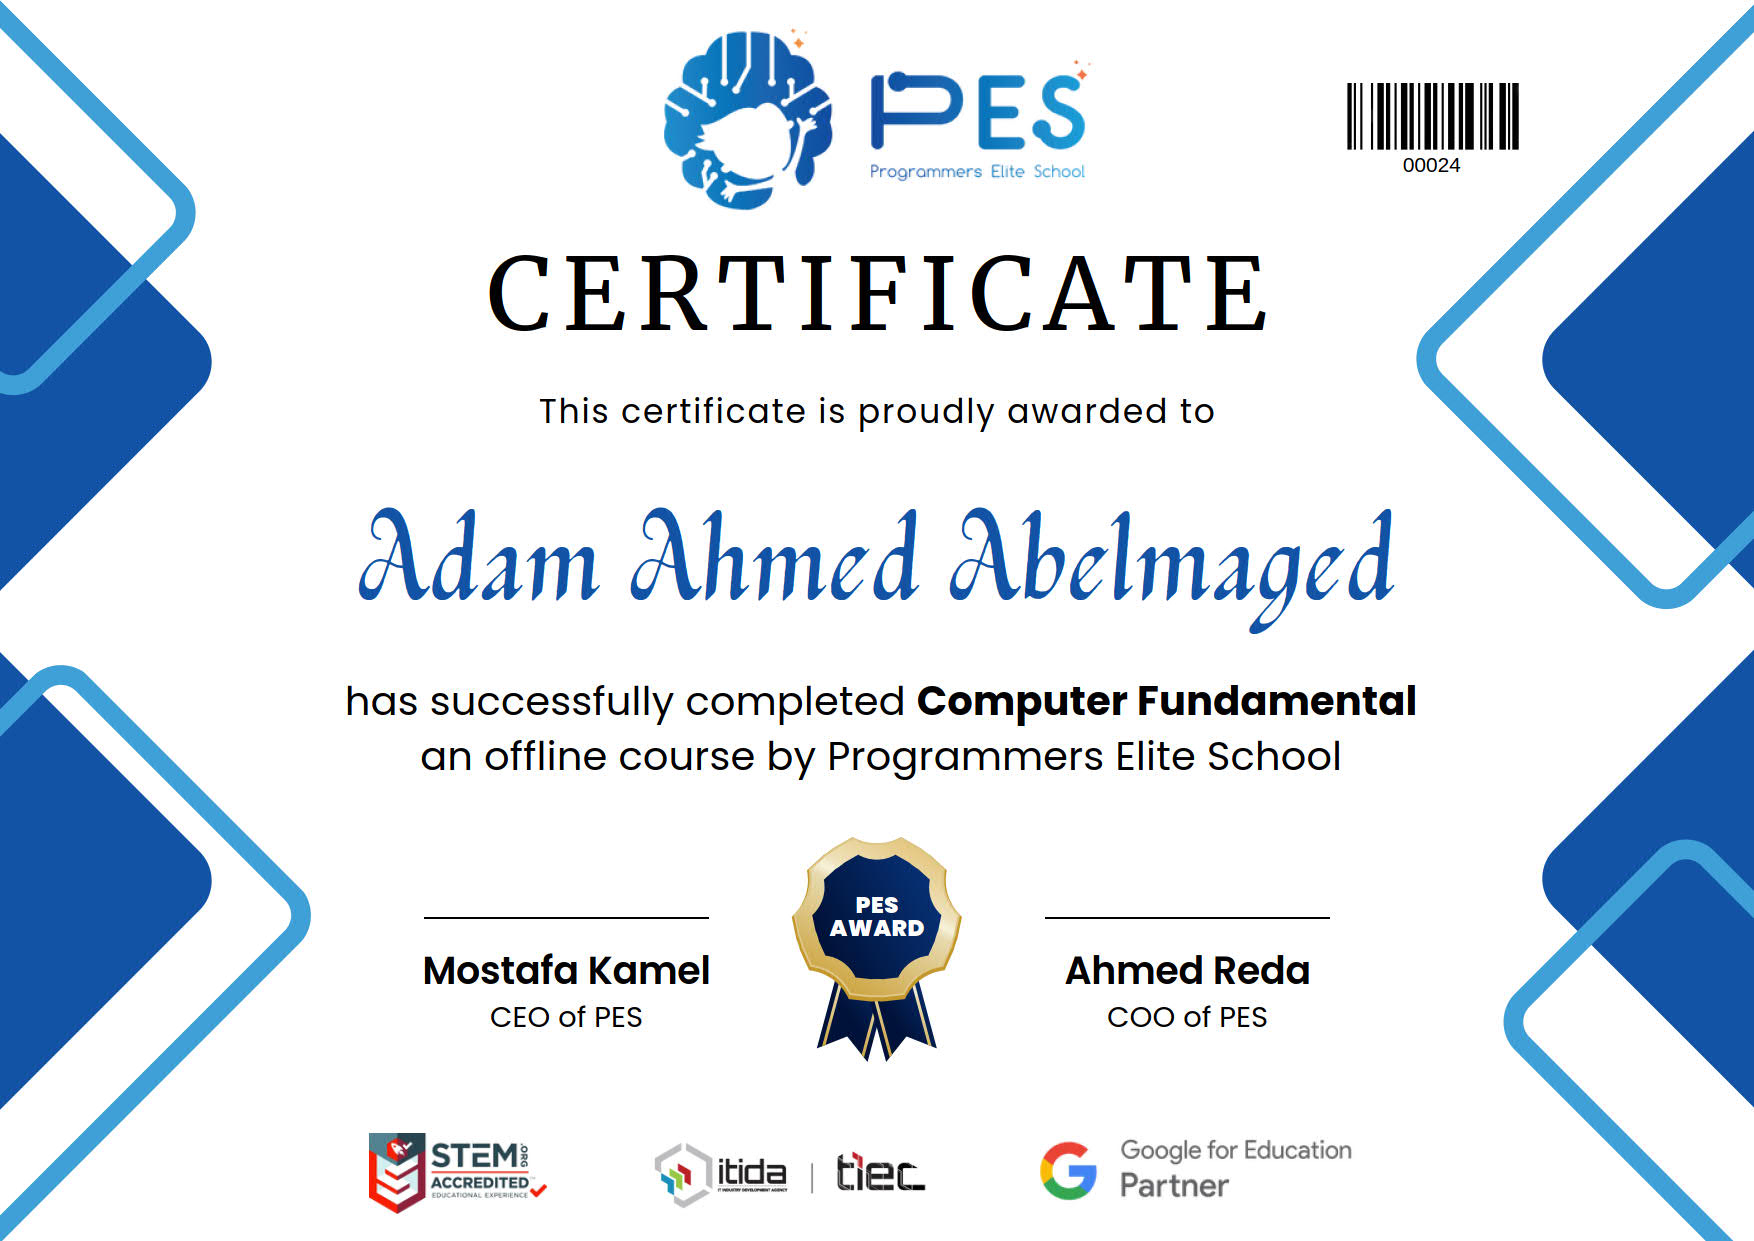 PES
Programmers Elite School
00024
CERTIFICATE
This certificate is proudly awarded to
Adam Ahmed Abelmaged
has successfully completed Computer Fundamental
an offline course by Programmers Elite School
PES
AWARD
Mostafa Kamel
CEO of PES
Ahmed Reda
COO of PES
STEM.ORG
ACCREDITED
EDUCATIONAL EXPERIENCE
itida
IT INDUSTRY DEVELOPMENT AGENCY
tiec
Google for Education
Partner